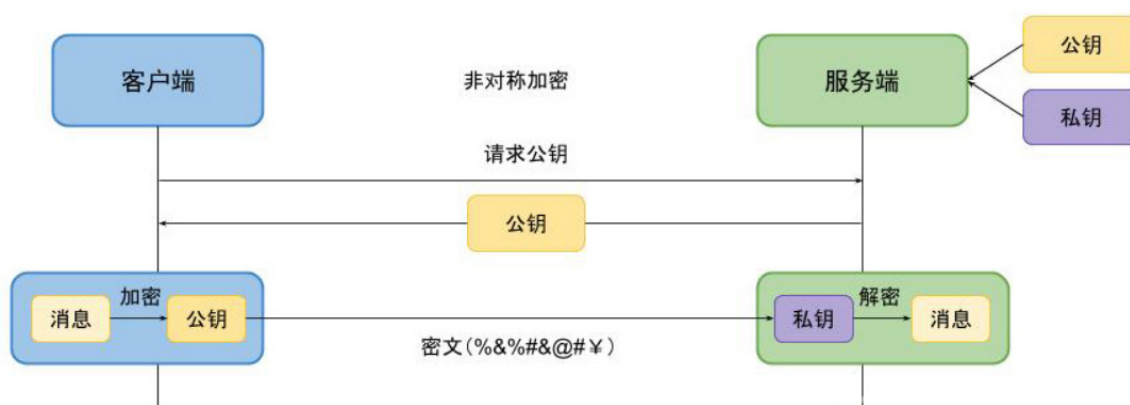 公钥
客户端
非对称加密
服务端
私钥
请求公钥
公钥
加密
解密
消息
公钥
私钥
消息
密文(%&%#&@#￥)